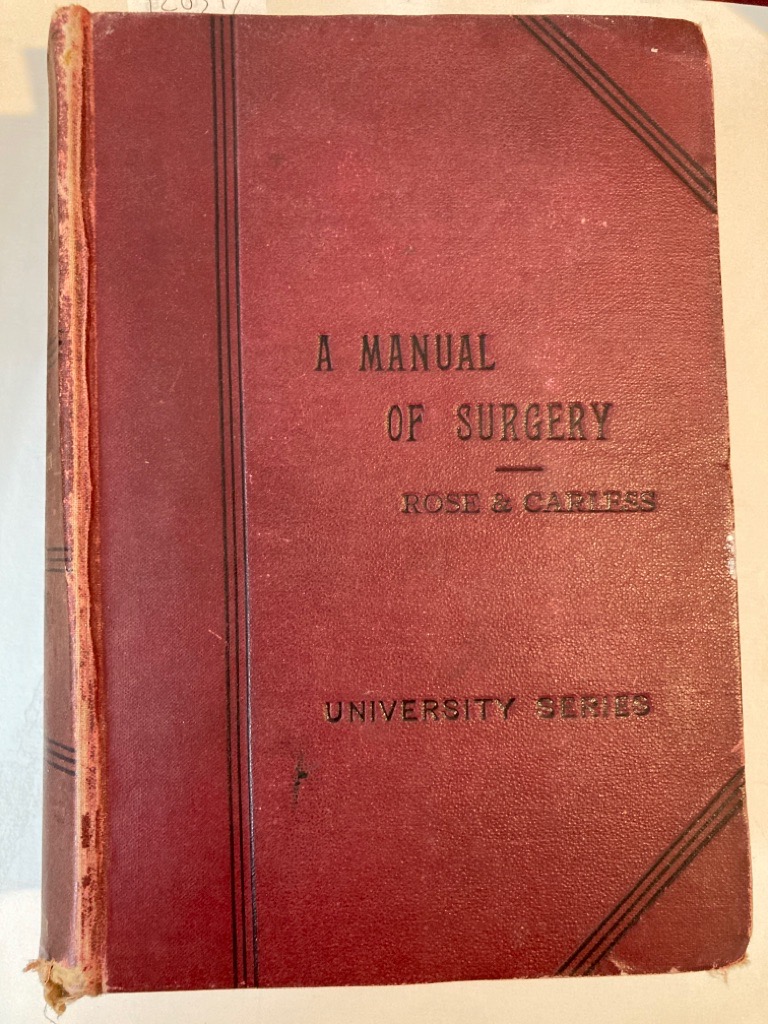 A MANUAL
OF SURGERY
ROSE & CARLESS
UNIVERSITY SERIES